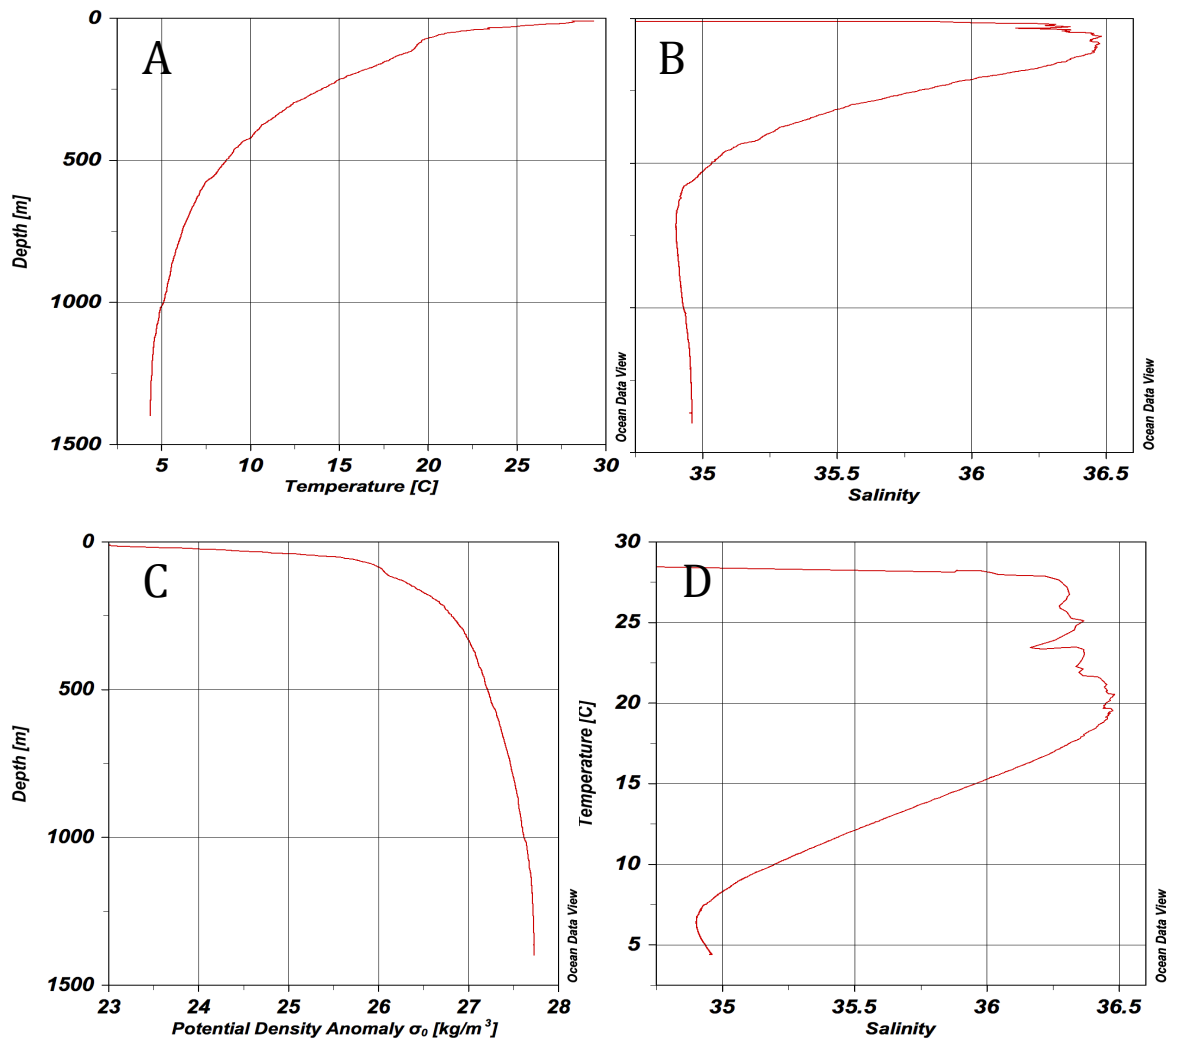 A
0
500
1000
1500
Depth [m]
5
10
15
20
25
30
Temperature [C]
Ocean Data View
B
35
35.5
36
36.5
Salinity
Ocean Data View
C
0
500
1000
1500
Depth [m]
23
24
25
26
27
28
Potential Density Anomaly σ₀ [kg/m³]
Ocean Data View
D
30
25
20
15
10
5
Temperature [C]
35
35.5
36
36.5
Salinity
Ocean Data View